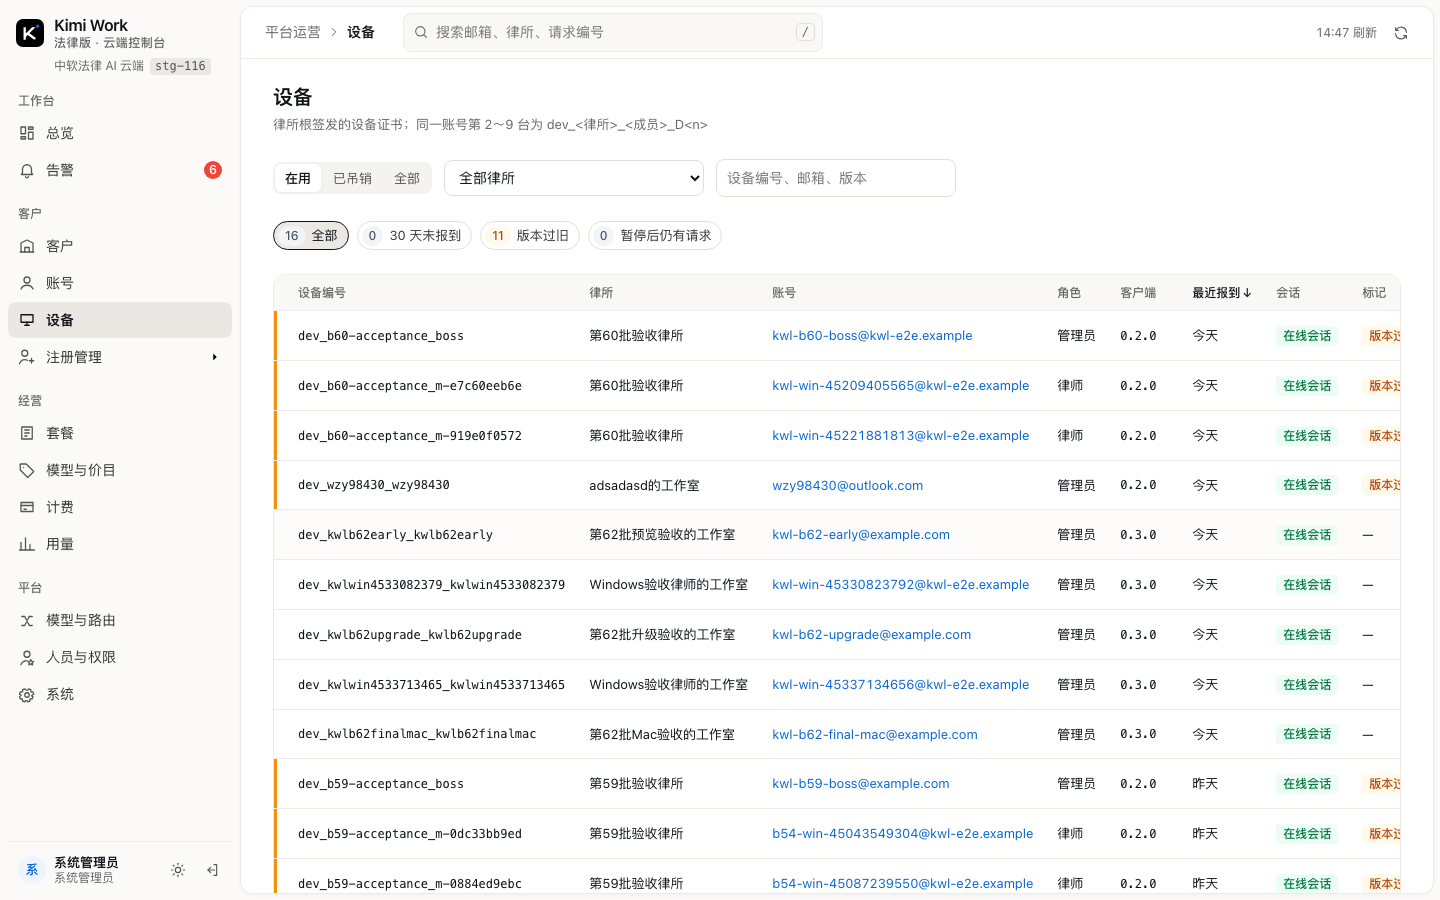 Kimi Work
法律版 · 云端控制台
中软法律 AI 云端 stg-116
工作台
总览
告警 6
客户
客户
账号
设备
注册管理
经营
套餐
模型与价目
计费
用量
平台
模型与路由
人员与权限
系统
系 系统管理员
系统管理员
平台运营 设备 搜索邮箱、律所、请求编号 / 14:47 刷新
设备
律所根签发的设备证书；同一账号第 2～9 台为 dev_<律所>_<成员>_D<n>
在用 已吊销 全部 全部律所 设备编号、邮箱、版本
16 全部 0 30 天未报到 11 版本过旧 0 暂停后仍有请求
设备编号 律所 账号 角色 客户端 最近报到↓ 会话 标记
dev_b60-acceptance_boss 第60批验收律所 kwl-b60-boss@kwl-e2e.example 管理员 0.2.0 今天 在线会话 版本过
dev_b60-acceptance_m-e7c60eeb6e 第60批验收律所 kwl-win-45209405565@kwl-e2e.example 律师 0.2.0 今天 在线会话 版本过
dev_b60-acceptance_m-919e0f0572 第60批验收律所 kwl-win-45221881813@kwl-e2e.example 律师 0.2.0 今天 在线会话 版本过
dev_wzy98430_wzy98430 adsadasd的工作室 wzy98430@outlook.com 管理员 0.2.0 今天 在线会话 版本过
dev_kwlb62early_kwlb62early 第62批预览验收的工作室 kwl-b62-early@example.com 管理员 0.3.0 今天 在线会话 —
dev_kwlwin4533082379_kwlwin4533082379 Windows验收律师的工作室 kwl-win-45330823792@kwl-e2e.example 管理员 0.3.0 今天 在线会话 —
dev_kwlb62upgrade_kwlb62upgrade 第62批升级验收的工作室 kwl-b62-upgrade@example.com 管理员 0.3.0 今天 在线会话 —
dev_kwlwin4533713465_kwlwin4533713465 Windows验收律师的工作室 kwl-win-45337134656@kwl-e2e.example 管理员 0.3.0 今天 在线会话 —
dev_kwlb62finalmac_kwlb62finalmac 第62批Mac验收的工作室 kwl-b62-final-mac@example.com 管理员 0.3.0 今天 在线会话 —
dev_b59-acceptance_boss 第59批验收律所 kwl-b59-boss@example.com 管理员 0.2.0 昨天 在线会话 版本过
dev_b59-acceptance_m-0dc33bb9ed 第59批验收律所 b54-win-45043549304@kwl-e2e.example 律师 0.2.0 昨天 在线会话 版本过
dev_b59-acceptance_m-0884ed9ebc 第59批验收律所 b54-win-45087239550@kwl-e2e.example 律师 0.2.0 昨天 在线会话 版本过